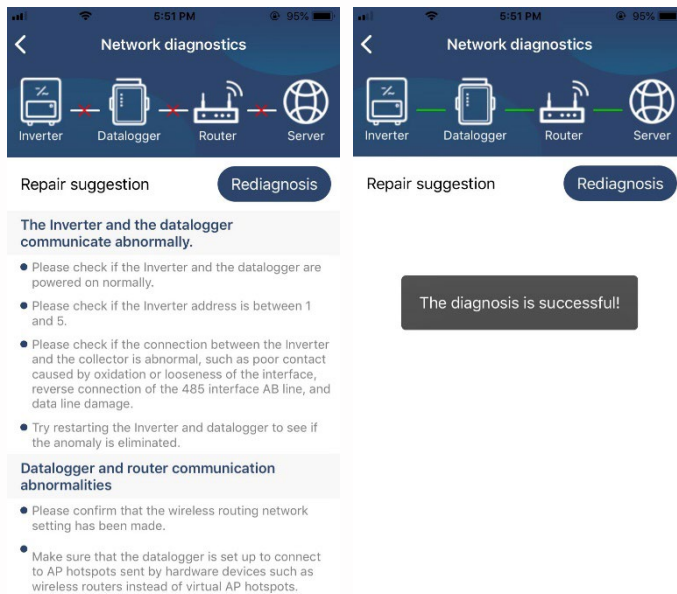 5:51 PM
95%
Network diagnostics
Inverter Datalogger Router Server
Repair suggestion Rediagnosis
The Inverter and the datalogger
communicate abnormally.
Please check if the Inverter and the datalogger are
powered on normally.
Please check if the Inverter address is between 1
and 5.
Please check if the connection between the Inverter
and the collector is abnormal, such as poor contact
caused by oxidation or looseness of the interface,
reverse connection of the 485 interface AB line, and
data line damage.
Try restarting the Inverter and datalogger to see if
the anomaly is eliminated.
Datalogger and router communication
abnormalities
Please confirm that the wireless routing network
setting has been made.
Make sure that the datalogger is set up to connect
to AP hotspots sent by hardware devices such as
wireless routers instead of virtual AP hotspots.
5:51 PM
95%
Network diagnostics
Inverter Datalogger Router Server
Repair suggestion Rediagnosis
The diagnosis is successful!